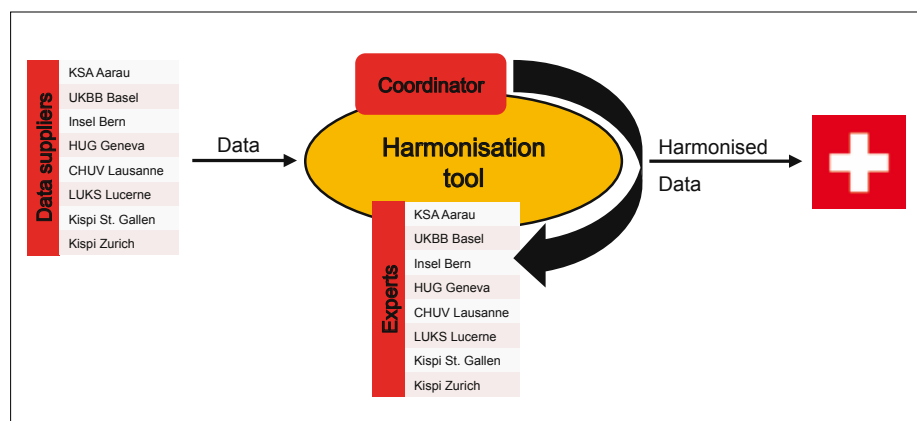 Data suppliers
KSA Aarau
UKBB Basel
Insel Bern
HUG Geneva
CHUV Lausanne
LUKS Lucerne
Kispi St. Gallen
Kispi Zurich
Data
Coordinator
Harmonisation
tool
Experts
KSA Aarau
UKBB Basel
Insel Bern
HUG Geneva
CHUV Lausanne
LUKS Lucerne
Kispi St. Gallen
Kispi Zurich
Harmonised
Data